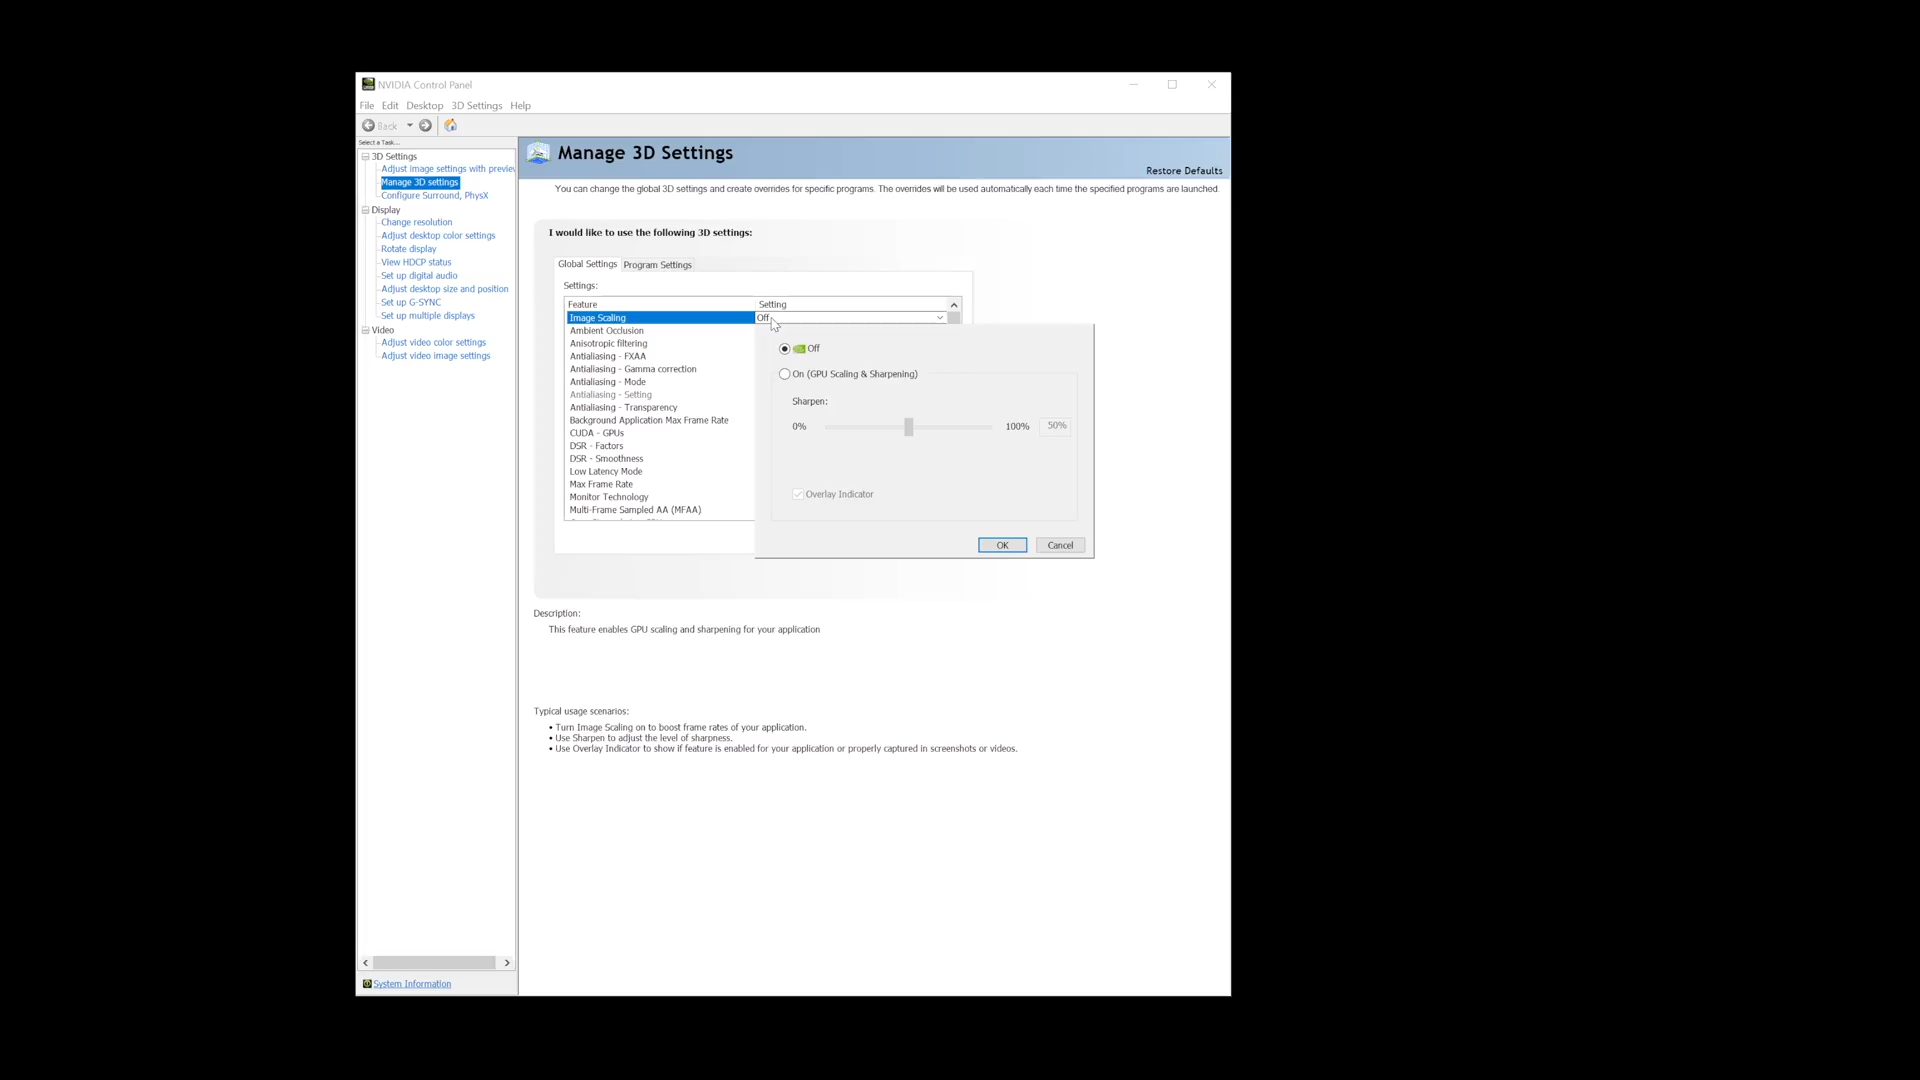 NVIDIA Control Panel
File Edit Desktop 3D Settings Help
Back
Select a Task...
3D Settings
Adjust image settings with preview
Manage 3D settings
Configure Surround, PhysX
Display
Change resolution
Adjust desktop color settings
Rotate display
View HDCP status
Set up digital audio
Adjust desktop size and position
Set up G-SYNC
Set up multiple displays
Video
Adjust video color settings
Adjust video image settings
System Information
Manage 3D Settings
Restore Defaults
You can change the global 3D settings and create overrides for specific programs. The overrides will be used automatically each time the specified programs are launched.
I would like to use the following 3D settings:
Global Settings Program Settings
Settings:
Feature Setting
Image Scaling Off
Ambient Occlusion
Anisotropic filtering
Antialiasing - FXAA
Antialiasing - Gamma correction
Antialiasing - Mode
Antialiasing - Setting
Antialiasing - Transparency
Background Application Max Frame Rate
CUDA - GPUs
DSR - Factors
DSR - Smoothness
Low Latency Mode
Max Frame Rate
Monitor Technology
Multi-Frame Sampled AA (MFAA)
Off
On (GPU Scaling & Sharpening)
Sharpen:
0% 100% 50%
Overlay Indicator
OK Cancel
Description:
This feature enables GPU scaling and sharpening for your application
Typical usage scenarios:
• Turn Image Scaling on to boost frame rates of your application.
• Use Sharpen to adjust the level of sharpness.
• Use Overlay Indicator to show if feature is enabled for your application or properly captured in screenshots or videos.